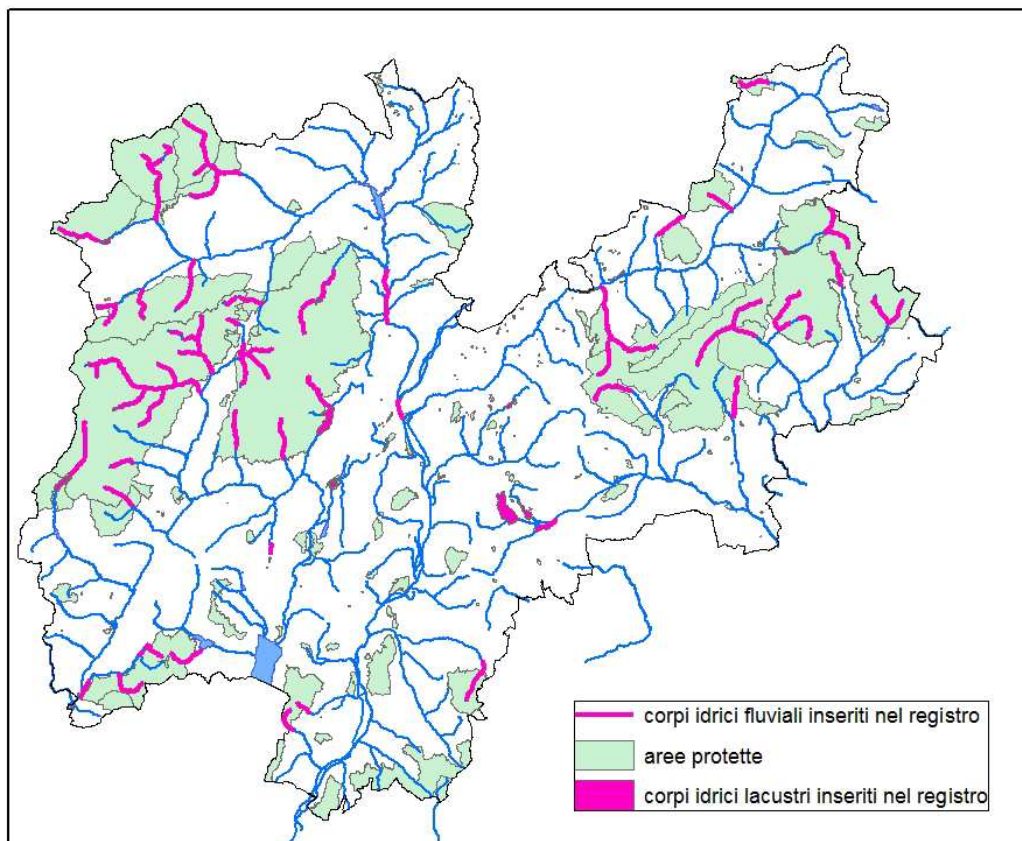 corpi idrici fluviali inseriti nel registro
aree protette
corpi idrici lacustri inseriti nel registro